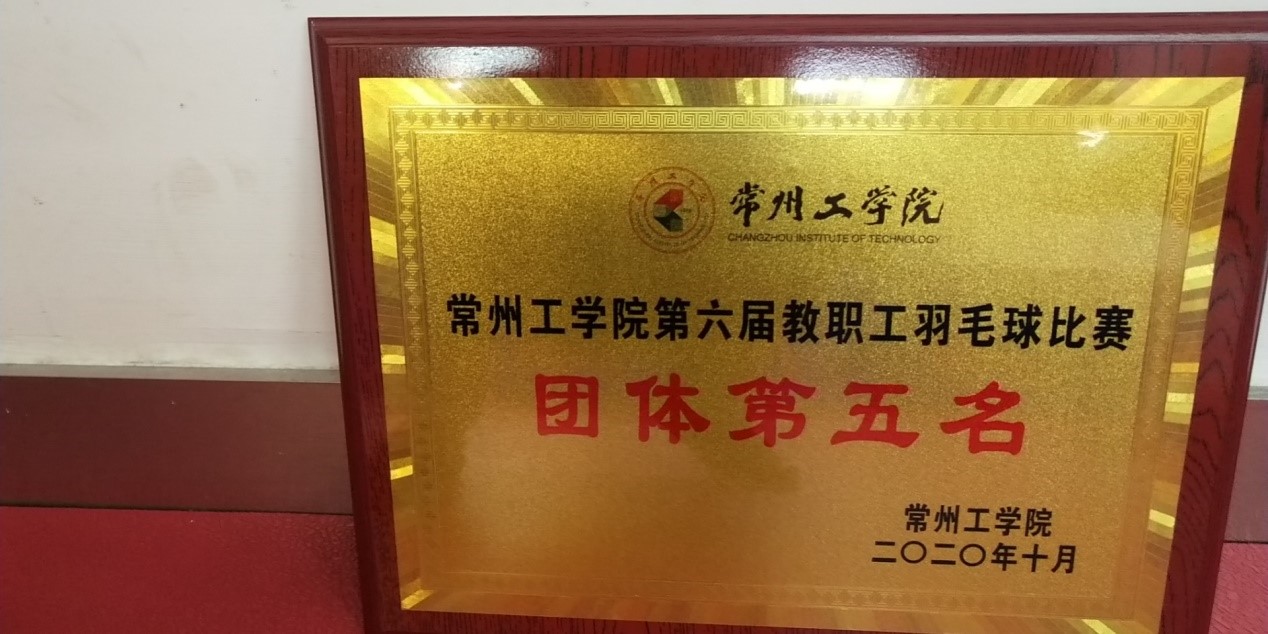 常州工学院
CHANGZHOU INSTITUTE OF TECHNOLOGY
常州工学院第六届教职工羽毛球比赛
团体第五名
常州工学院
二〇二〇年十月